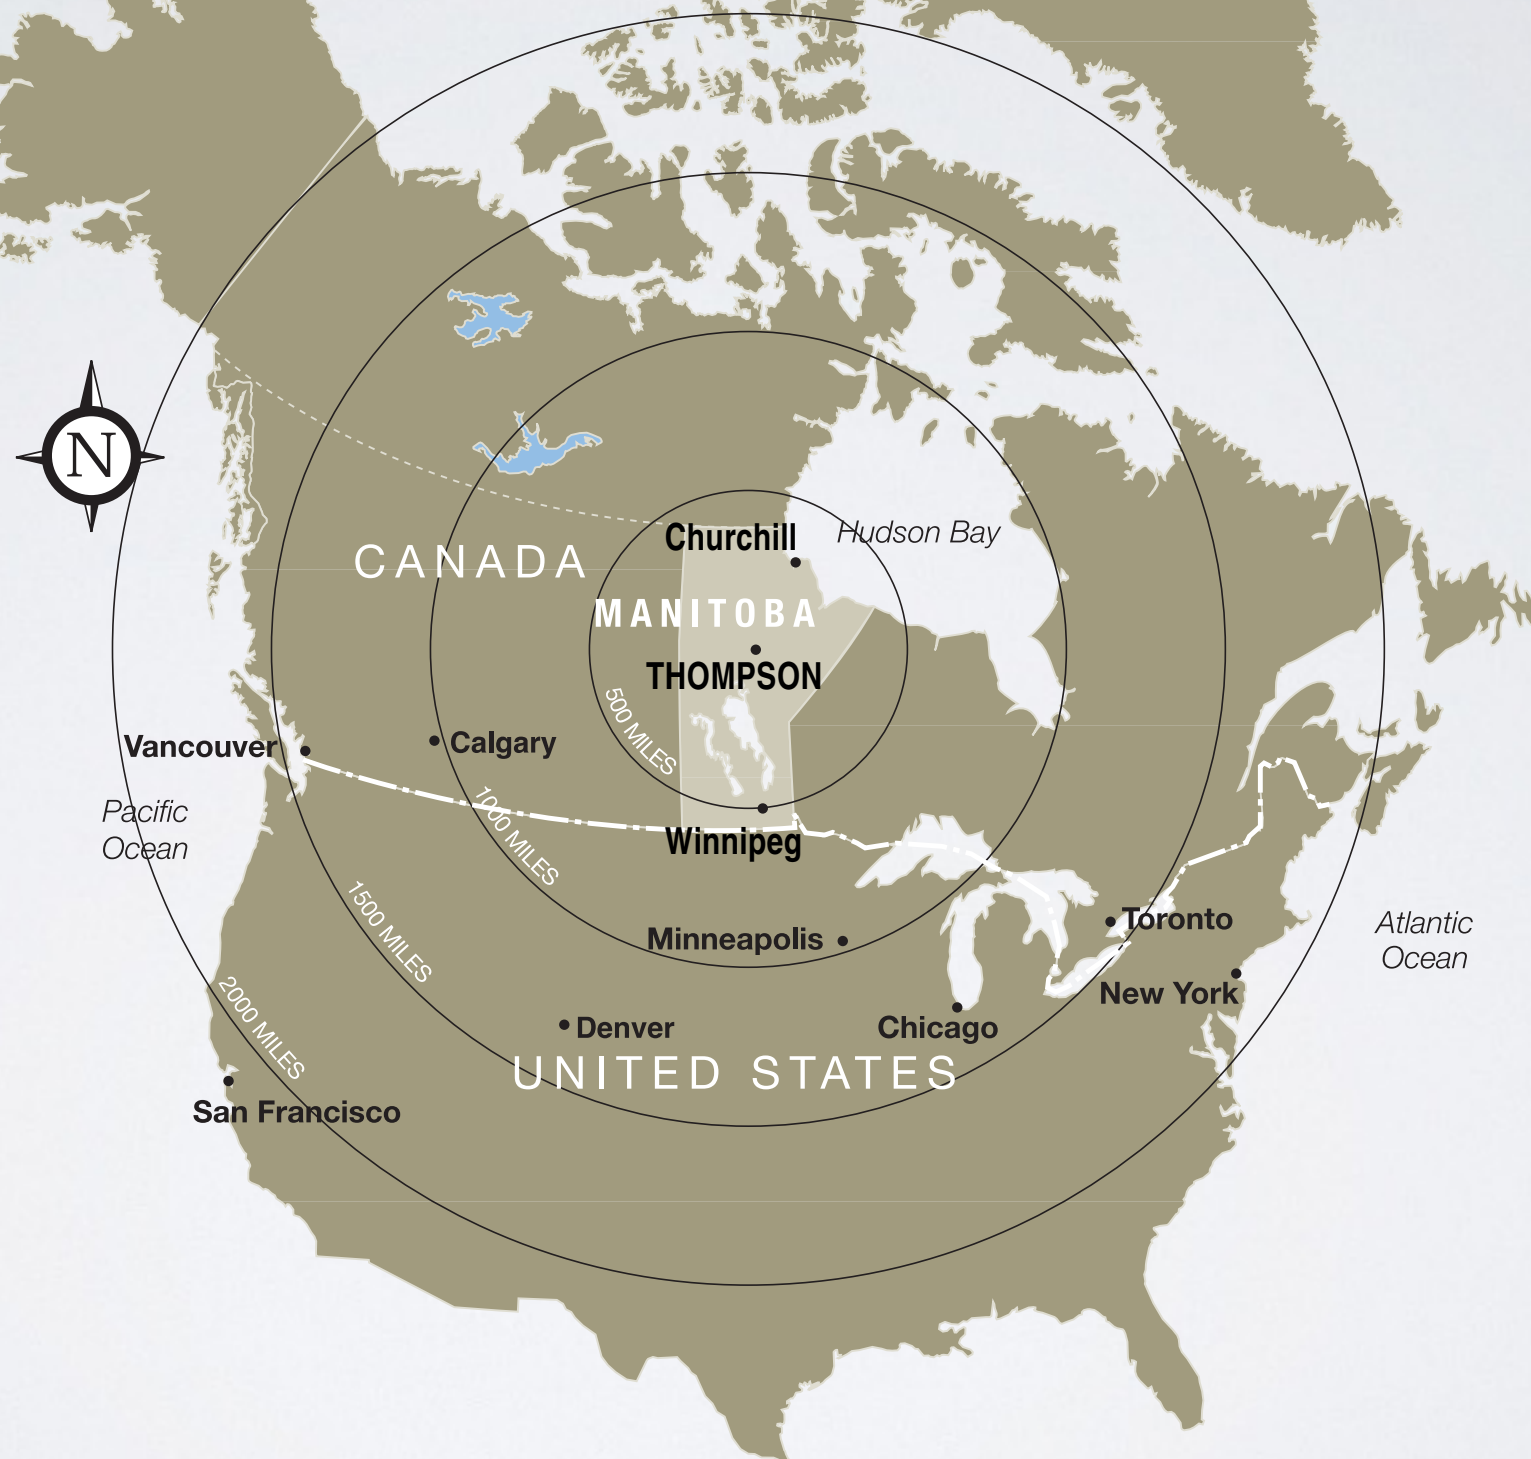 N
Churchill
Hudson Bay
CANADA
MANITOBA
THOMPSON
500 MILES
Vancouver
Calgary
Pacific
Ocean
1000 MILES
Winnipeg
1500 MILES
Minneapolis
Toronto
Atlantic
Ocean
2000 MILES
New York
Denver
Chicago
UNITED STATES
San Francisco